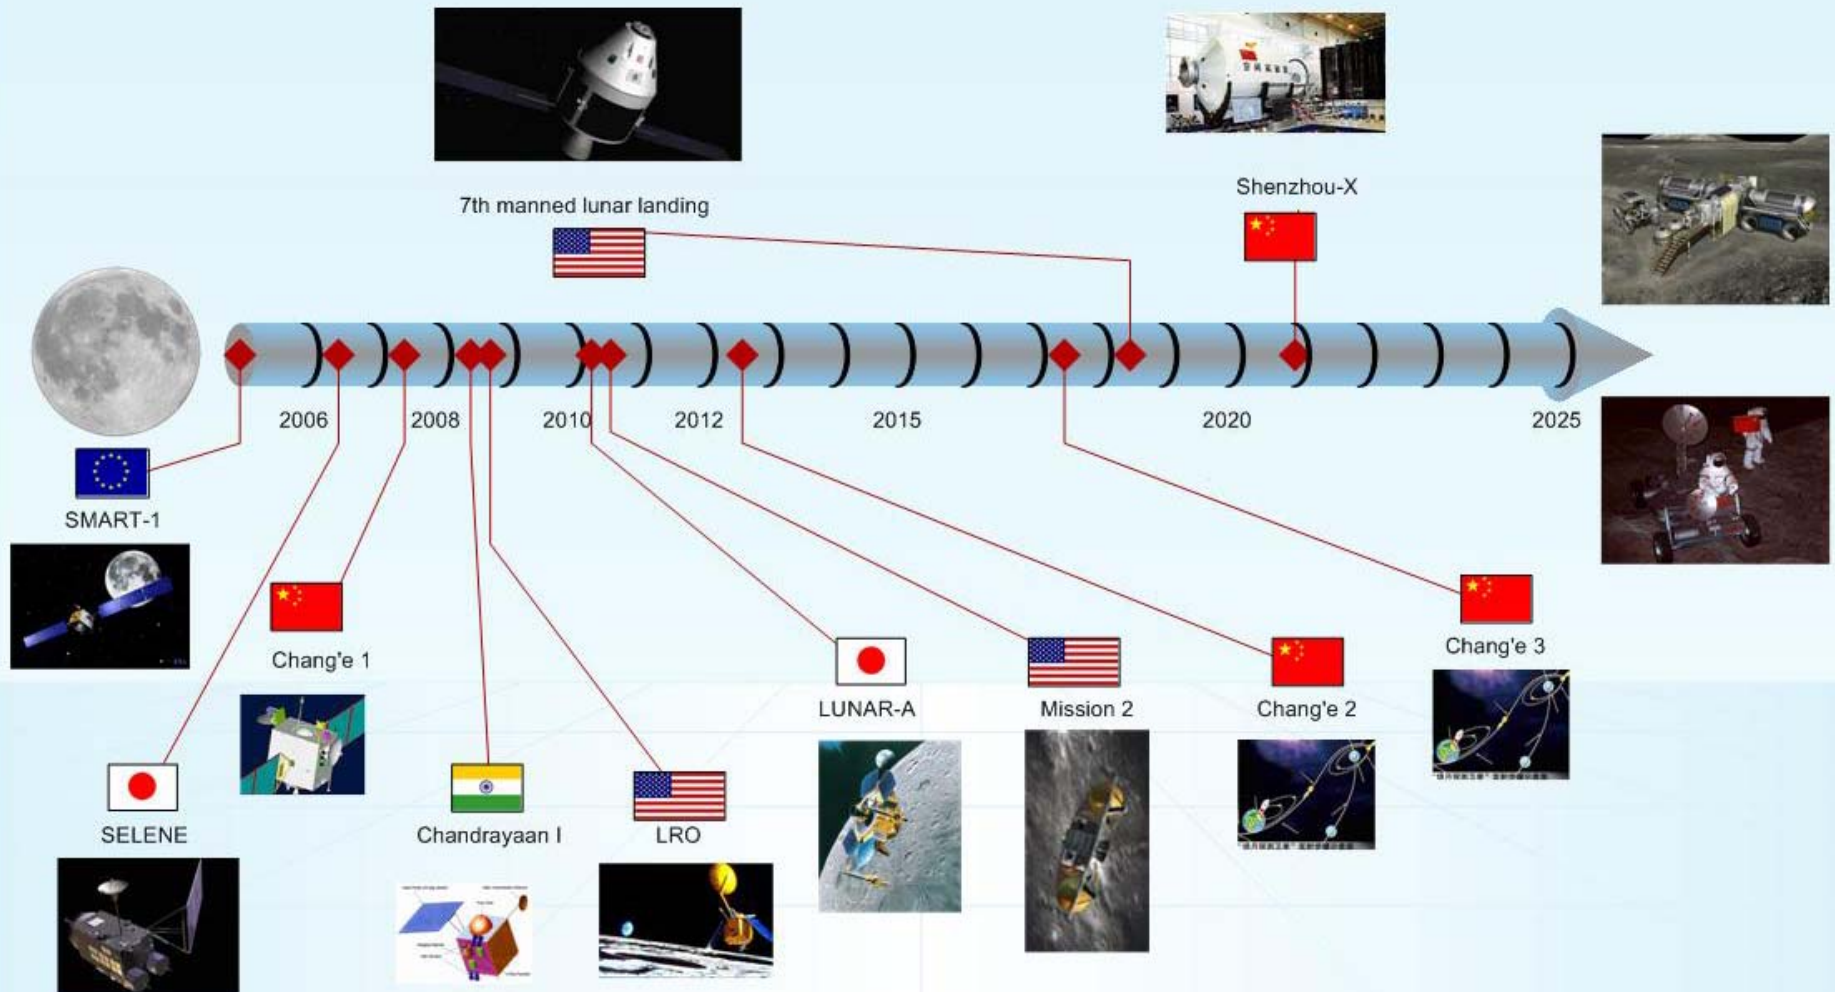 7th manned lunar landing
Shenzhou-X
2006
2008
2010
2012
2015
2020
2025
SMART-1
Chang'e 1
Chang'e 3
LUNAR-A
Mission 2
Chang'e 2
SELENE
Chandrayaan I
LRO